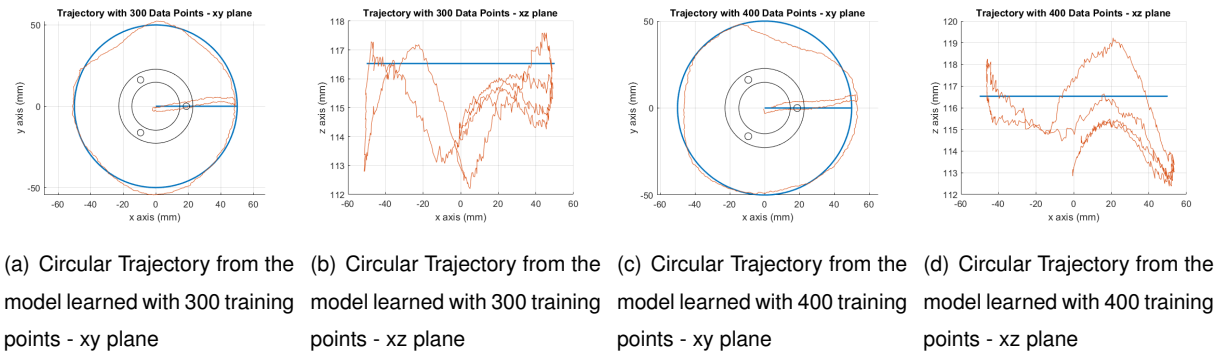 Trajectory with 300 Data Points - xy plane
50
0
-50
y axis (mm)
-60 -40 -20 0 20 40 60
x axis (mm)
Trajectory with 300 Data Points - xz plane
118
117
116
115
114
113
112
z axis (mm)
-60 -40 -20 0 20 40 60
x axis (mm)
Trajectory with 400 Data Points - xy plane
50
0
-50
y axis (mm)
-60 -40 -20 0 20 40 60
x axis (mm)
Trajectory with 400 Data Points - xz plane
120
119
118
117
116
115
114
113
112
z axis (mm)
-60 -40 -20 0 20 40 60
x axis (mm)
(a) Circular Trajectory from the
model learned with 300 training
points - xy plane
(b) Circular Trajectory from the
model learned with 300 training
points - xz plane
(c) Circular Trajectory from the
model learned with 400 training
points - xy plane
(d) Circular Trajectory from the
model learned with 400 training
points - xz plane